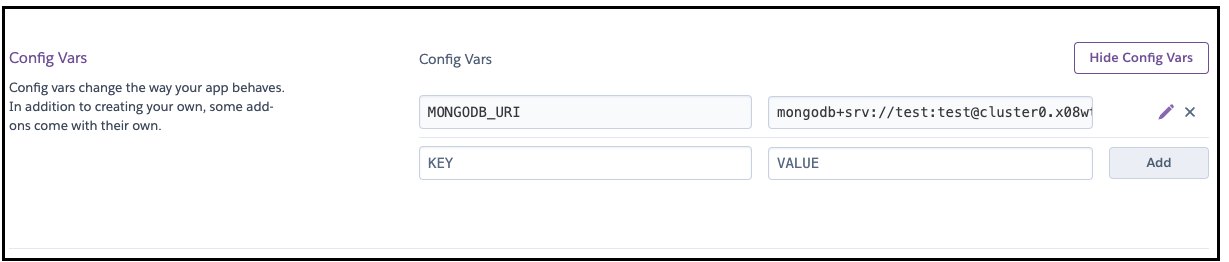 Config Vars
Config vars change the way your app behaves.
In addition to creating your own, some add-
ons come with their own.
Config Vars
Hide Config Vars
MONGODB_URI
mongodb+srv://test:test@cluster0.x08w
KEY
VALUE
Add